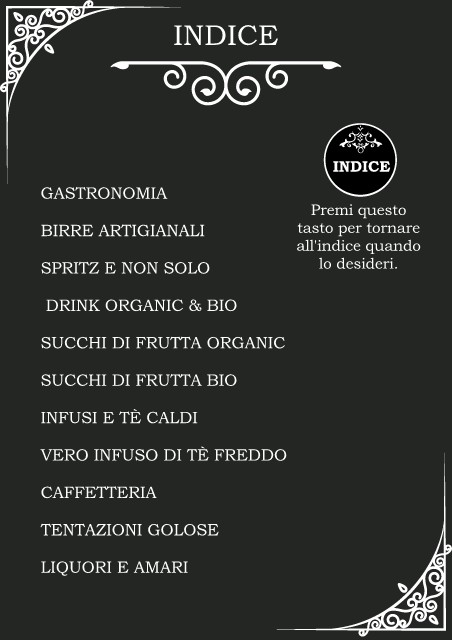 INDICE
INDICE
Premi questo
tasto per tornare
all'indice quando
lo desideri.
GASTRONOMIA
BIRRE ARTIGIANALI
SPRITZ E NON SOLO
DRINK ORGANIC & BIO
SUCCHI DI FRUTTA ORGANIC
SUCCHI DI FRUTTA BIO
INFUSI E TÈ CALDI
VERO INFUSO DI TÈ FREDDO
CAFFETTERIA
TENTAZIONI GOLOSE
LIQUORI E AMARI